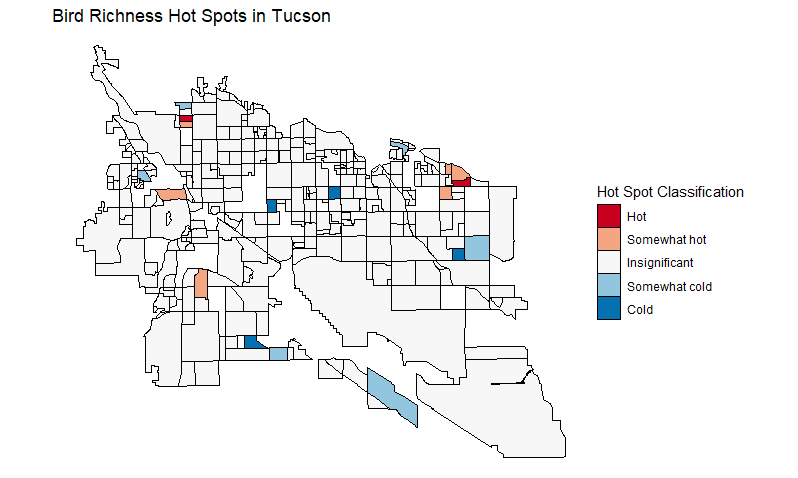 Bird Richness Hot Spots in Tucson
Hot Spot Classification
Hot
Somewhat hot
Insignificant
Somewhat cold
Cold